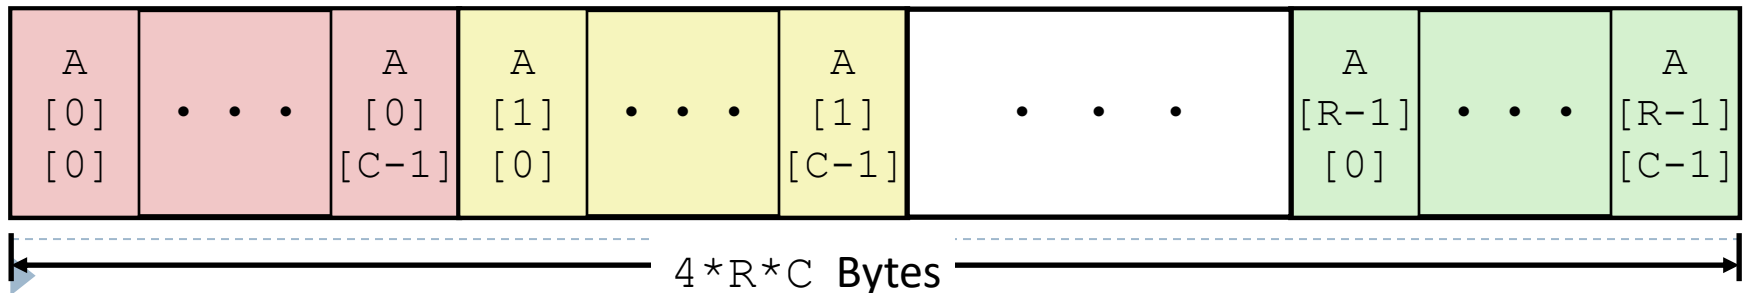 A [0] [0]
• • •
A [0] [C-1]
A [1] [0]
• • •
A [1] [C-1]
• • •
A [R-1] [0]
• • •
A [R-1] [C-1]
4*R*C Bytes